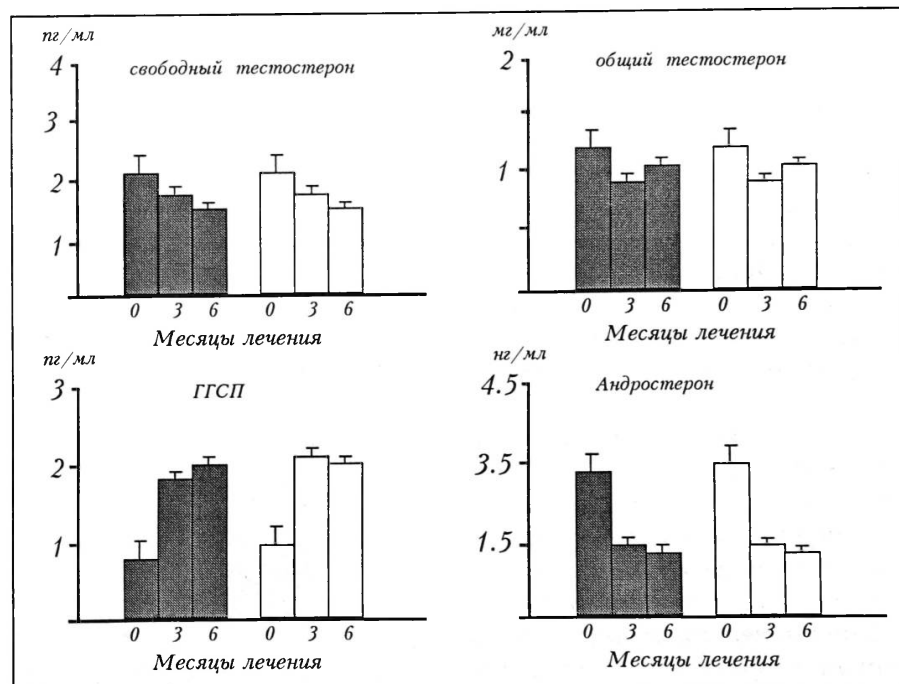 пг/мл
свободный тестостерон
4
3
2
1
0 3 6 0 3 6
Месяцы лечения
мг/мл
общий тестостерон
2
1
0 3 6 0 3 6
Месяцы лечения
пг/мл
ГГСП
3
2
1
0 3 6 0 3 6
Месяцы лечения
нг/мл
Андростерон
4.5
3.5
1.5
0 3 6 0 3 6
Месяцы лечения